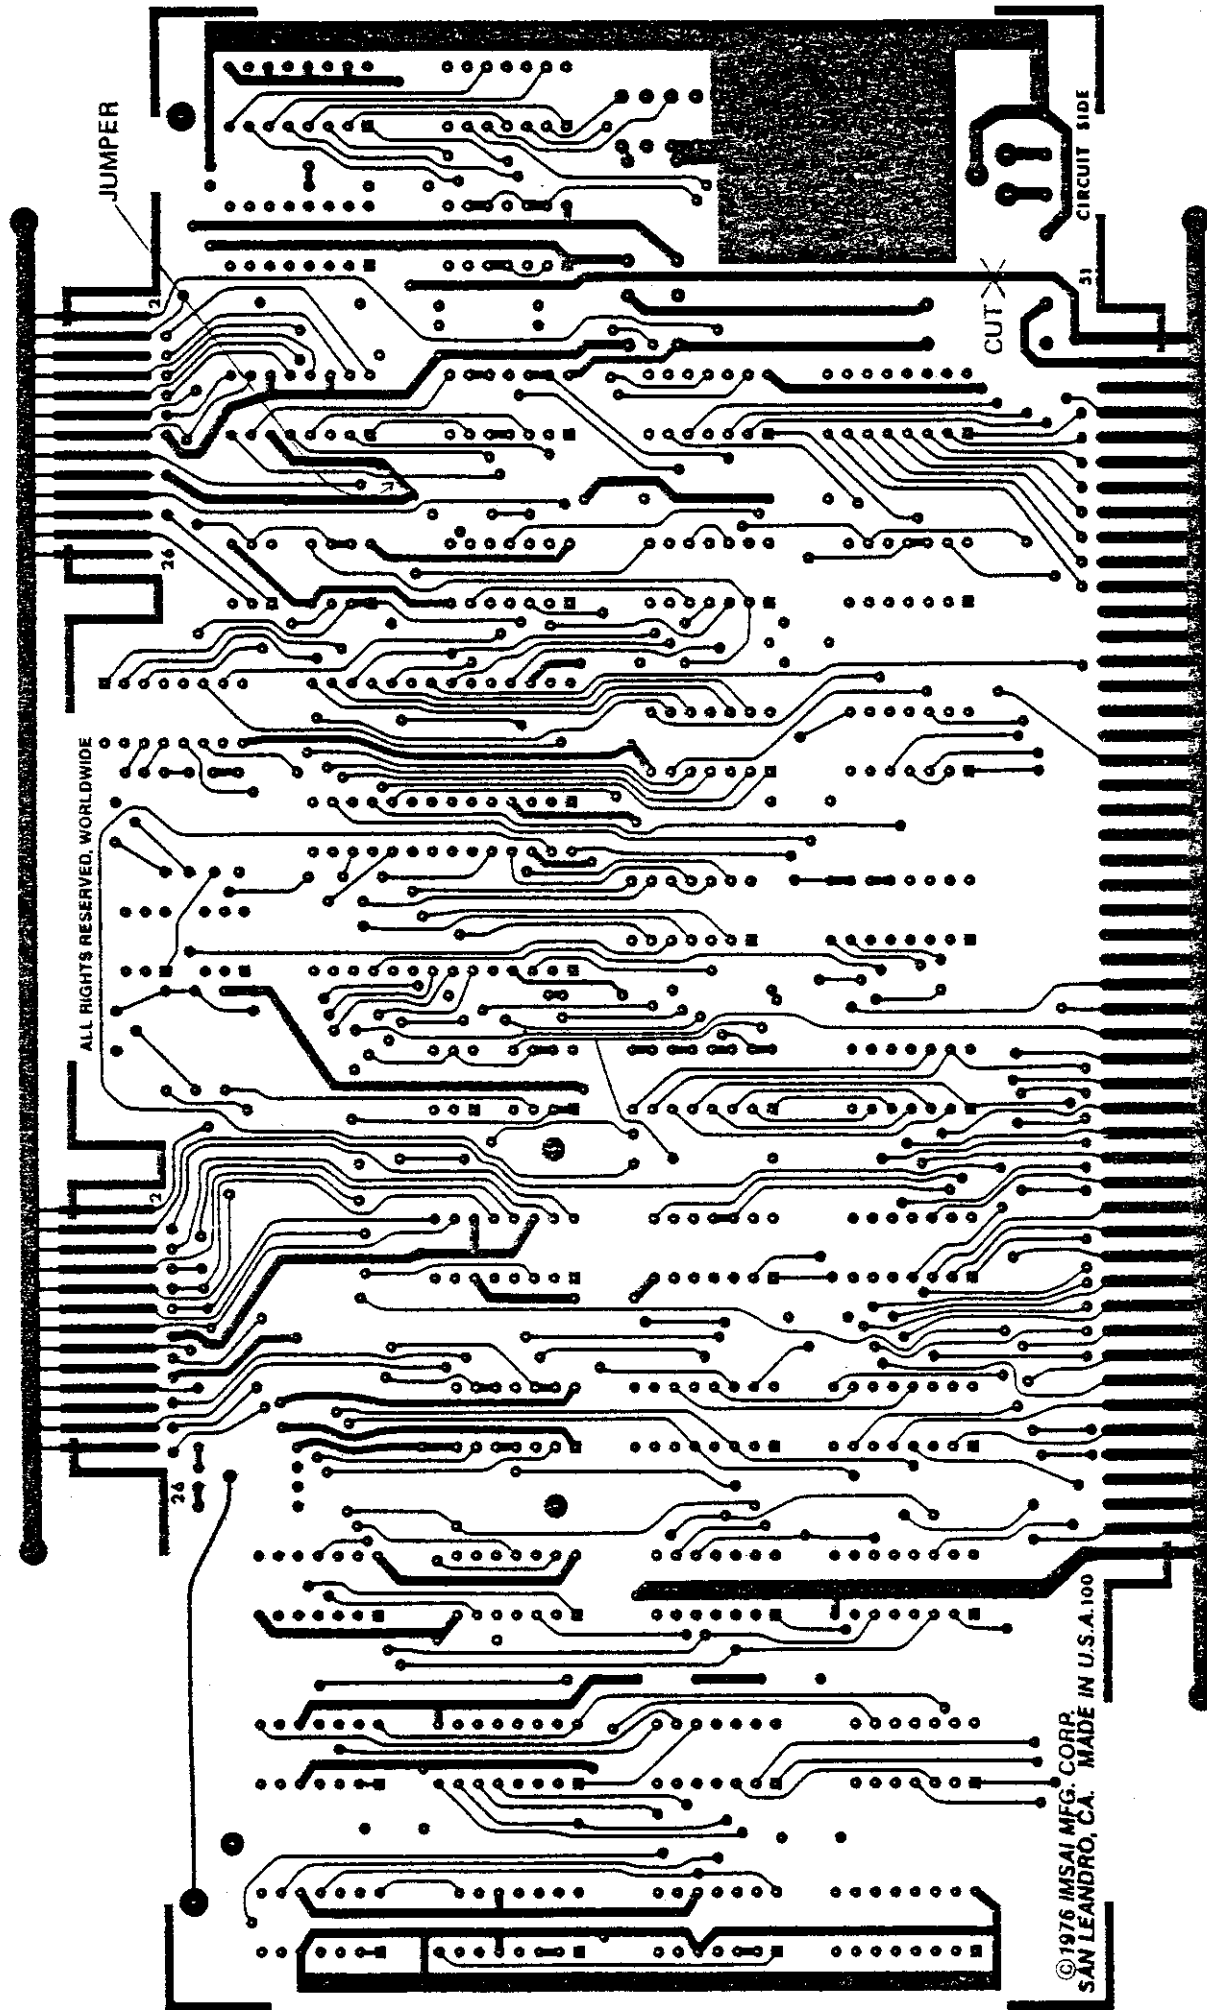 JUMPER
CIRCUIT SIDE
2
51
CUT
26
ALL RIGHTS RESERVED, WORLDWIDE
2
26
100
©1976 IMSAI MFG. CORP.
SAN LEANDRO, CA. MADE IN U.S.A.